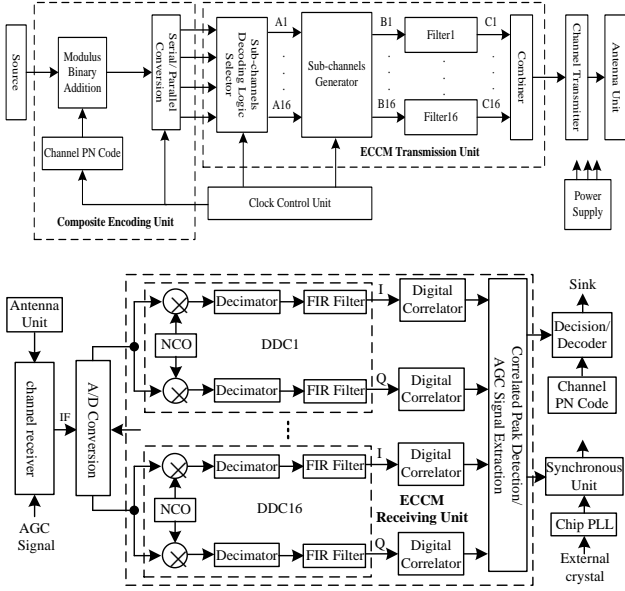 Source
Modulus
Binary
Addition
Channel PN Code
Serial/ Parallel
Conversion
Composite Encoding Unit
Sub-channels
Decoding Logic
Selector
A1
A16
Sub-channels
Generator
B1
B16
Filter1
Filter16
C1
C16
Combiner
ECCM Transmission Unit
Clock Control Unit
Channel Transmitter
Antenna Unit
Power
Supply
Antenna
Unit
channel receiver
AGC
Signal
IF
A/D Conversion
NCO
Decimator
FIR Filter
I
DDC1
Decimator
FIR Filter
Q
Digital
Correlator
Digital
Correlator
NCO
Decimator
FIR Filter
I
DDC16
Decimator
FIR Filter
Q
Digital
Correlator
ECCM
Receiving Unit
Digital
Correlator
Correlated Peak Detection/
AGC Signal Extraction
Sink
Decision/
Decoder
Channel
PN Code
Synchronous
Unit
Chip PLL
External
crystal